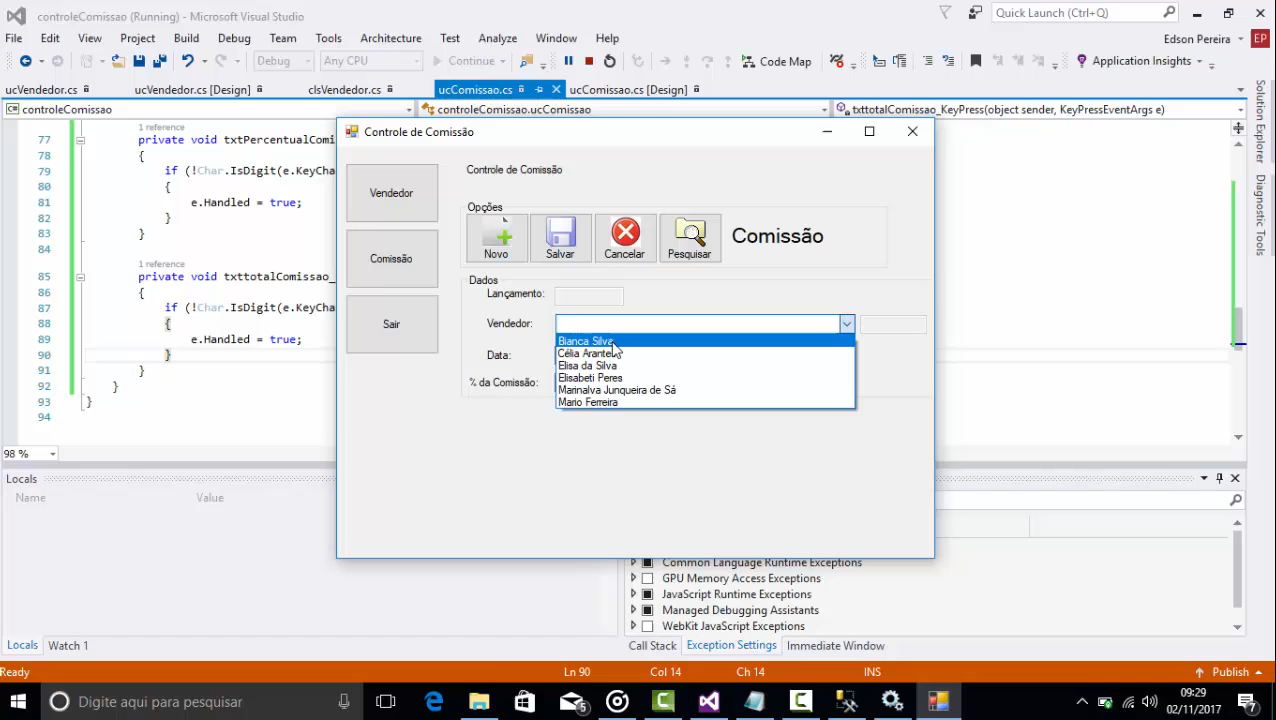 controleComissao (Running) - Microsoft Visual Studio
Quick Launch (Ctrl+Q)
File Edit View Project Build Debug Team Tools Architecture Test Analyze Window Help
Edson Pereira EP
Debug Any CPU Continue Code Map Application Insights
ucVendedor.cs ucVendedor.cs [Design] clsVendedor.cs ucComissao.cs ucComissao.cs [Design]
controleComissao controleComissao.ucComissao txttotalComissao_KeyPress(object sender, KeyPressEventArgs e)
Solution Explorer
Diagnostic Tools
1 reference
77 private void txtPercentualComi
78 {
79 if (!Char.IsDigit(e.KeyCha
80 {
81 e.Handled = true;
82 }
83 }
84
1 reference
85 private void txttotalComissao_
86 {
87 if (!Char.IsDigit(e.KeyCha
88 {
89 e.Handled = true;
90 }
91 }
92 }
93 }
94
98 %
Controle de Comissão
Vendedor
Comissão
Sair
Controle de Comissão
Opções
Novo Salvar Cancelar Pesquisar
Comissão
Dados
Lançamento:
Vendedor:
Data:
% da Comissão:
Bianca Silva
Célia Arantes
Elisa da Silva
Elisabeti Peres
Marinalva Junqueira de Sá
Mario Ferreira
Locals
Name Value
Common Language Runtime Exceptions
GPU Memory Access Exceptions
JavaScript Runtime Exceptions
Managed Debugging Assistants
WebKit JavaScript Exceptions
Locals Watch 1
Call Stack Exception Settings Immediate Window
Ready Ln 90 Col 14 Ch 14 INS Publish
Digite aqui para pesquisar
5
09:29
02/11/2017
7